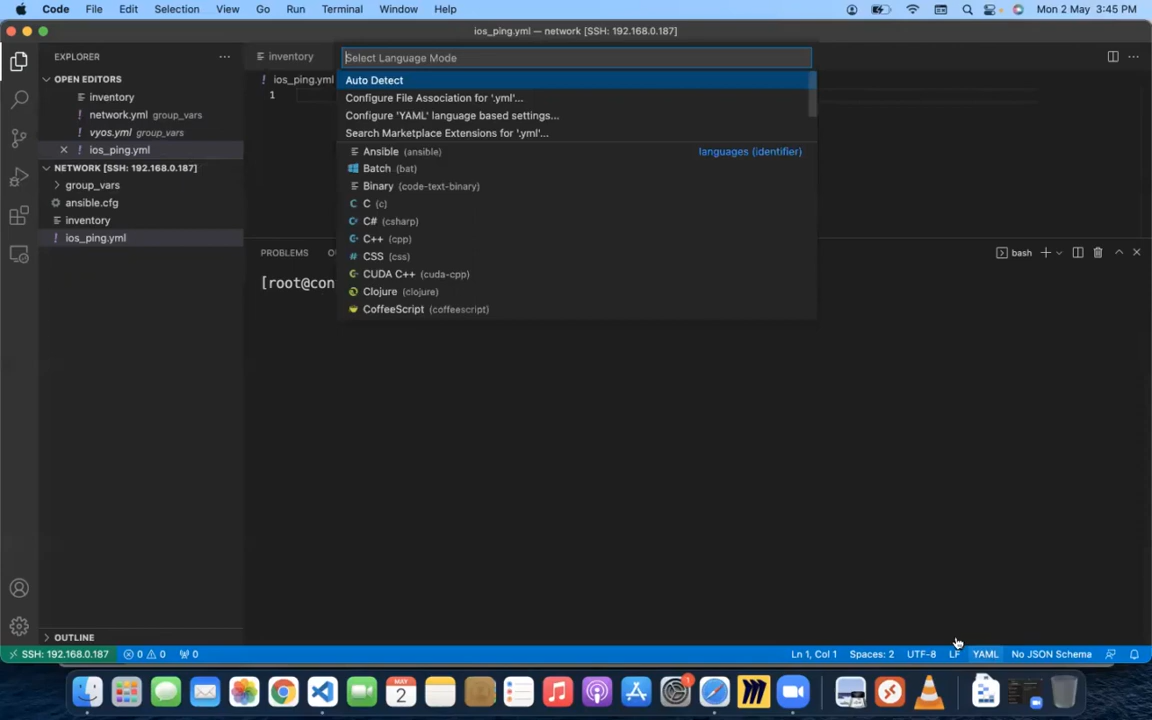 Code File Edit Selection View Go Run Terminal Window Help Mon 2 May 3:45 PM
ios_ping.yml — network [SSH: 192.168.0.187]
EXPLORER
OPEN EDITORS
inventory
network.yml group_vars
vyos.yml group_vars
ios_ping.yml
NETWORK [SSH: 192.168.0.187]
group_vars
ansible.cfg
inventory
ios_ping.yml
OUTLINE
inventory
ios_ping.yml
1
Select Language Mode
Auto Detect
Configure File Association for '.yml'...
Configure 'YAML' language based settings...
Search Marketplace Extensions for '.yml'...
Ansible (ansible) languages (identifier)
Batch (bat)
Binary (code-text-binary)
C (c)
C# (csharp)
C++ (cpp)
CSS (css)
CUDA C++ (cuda-cpp)
Clojure (clojure)
CoffeeScript (coffeescript)
PROBLEMS OU bash
[root@con
SSH: 192.168.0.187 0 0 0 Ln 1, Col 1 Spaces: 2 UTF-8 LF YAML No JSON Schema
MAY
2
1